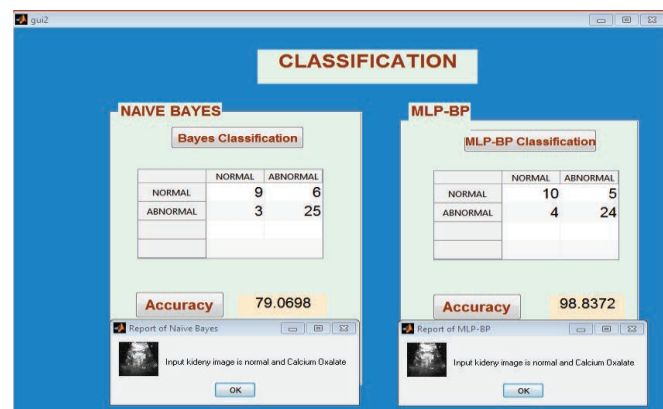 gui2
CLASSIFICATION
NAIVE BAYES
Bayes Classification
NORMAL ABNORMAL
NORMAL 9 6
ABNORMAL 3 25
Accuracy 79.0698
Report of Naive Bayes
Input kideny image is normal and Calcium Oxalate
OK
MLP-BP
MLP-BP Classification
NORMAL ABNORMAL
NORMAL 10 5
ABNORMAL 4 24
Accuracy 98.8372
Report of MLP-BP
Input kideny image is normal and Calcium Oxalate
OK